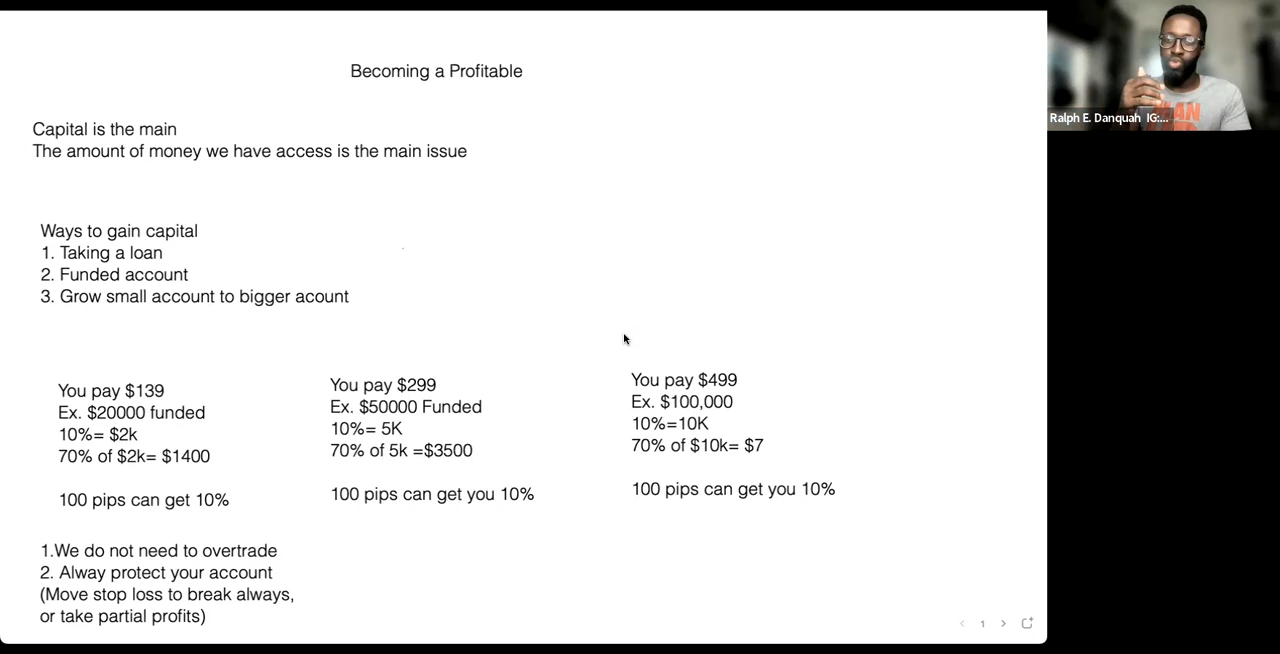 Becoming a Profitable
Capital is the main
The amount of money we have access is the main issue
Ways to gain capital
1. Taking a loan
2. Funded account
3. Grow small account to bigger acount
You pay $139
Ex. $20000 funded
10%= $2k
70% of $2k= $1400
100 pips can get 10%
You pay $299
Ex. $50000 Funded
10%= 5K
70% of 5k =$3500
100 pips can get you 10%
You pay $499
Ex. $100,000
10%=10K
70% of $10k= $7
100 pips can get you 10%
1.We do not need to overtrade
2. Alway protect your account
(Move stop loss to break always,
or take partial profits)
1
Ralph E. Danquah IG:...